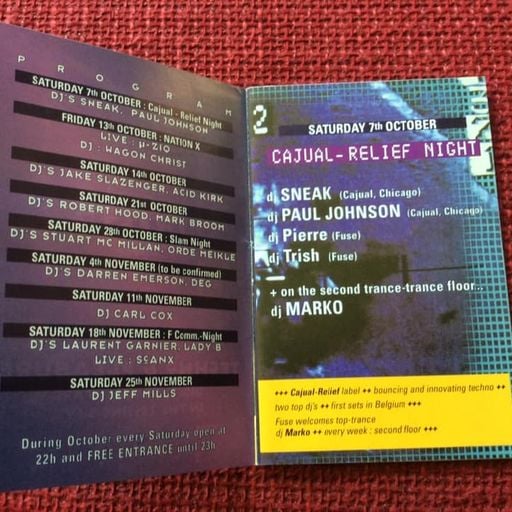 PROGRAM
SATURDAY 7th OCTOBER : Cajual - Relief Night
DJ'S SNEAK, PAUL JOHNSON
FRIDAY 13th OCTOBER : NATION X
LIVE : µ-ZIQ
DJ : WAGON CHRIST
SATURDAY 14th OCTOBER
DJ'S JAKE SLAZENGER, ACID KIRK
SATURDAY 21st OCTOBER
DJ'S ROBERT HOOD, MARK BROOM
SATURDAY 28th OCTOBER : Slam Night
DJ'S STUART MC MILLAN, ORDE MEIKLE
SATURDAY 4th NOVEMBER (to be confirmed)
DJ'S DARREN EMERSON, DEG
SATURDAY 11th NOVEMBER
DJ CARL COX
SATURDAY 18th NOVEMBER : F Comm.-Night
DJ'S LAURENT GARNIER, LADY B
LIVE : SCANX
SATURDAY 25th NOVEMBER
DJ JEFF MILLS
During October every Saturday open at
22h and FREE ENTRANCE until 23h
2
SATURDAY 7th OCTOBER
CAJUAL-RELIEF NIGHT
dj SNEAK (Cajual, Chicago)
dj PAUL JOHNSON (Cajual, Chicago)
dj Pierre (Fuse)
dj Trish (Fuse)
+ on the second trance-trance floor...
dj MARKO
+++ Cajual-Relief label ++ bouncing and innovating techno ++
two top dj's ++ first sets in Belgium +++
Fuse welcomes top-trance
dj Marko ++ every week : second floor +++